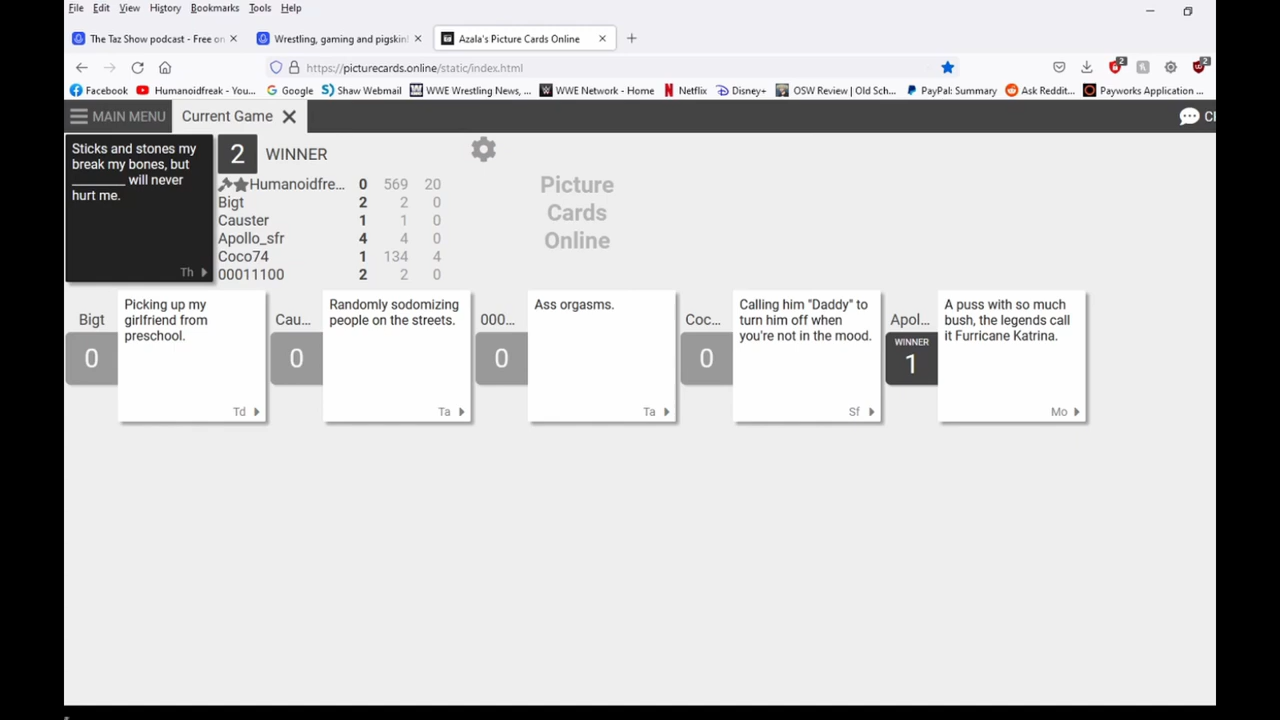 File Edit View History Bookmarks Tools Help
The Taz Show podcast - Free on
Wrestling, gaming and pigskin!
Azala's Picture Cards Online
https://picturecards.online/static/index.html
2
2
Facebook Humanoidfreak - You... Google Shaw Webmail WWE Wrestling News, ... WWE Network - Home Netflix Disney+ OSW Review | Old Sch... PayPal: Summary Ask Reddit... Payworks Application ...
MAIN MENU Current Game
Sticks and stones my
break my bones, but
________ will never
hurt me.
Th
2 WINNER
Humanoidfre... 0 569 20
Bigt 2 2 0
Causter 1 1 0
Apollo_sfr 4 4 0
Coco74 1 134 4
00011100 2 2 0
Picture
Cards
Online
Bigt
0
Picking up my
girlfriend from
preschool.
Td
Cau...
0
Randomly sodomizing
people on the streets.
Ta
000...
0
Ass orgasms.
Ta
Coc...
0
Calling him "Daddy" to
turn him off when
you're not in the mood.
Sf
Apol...
WINNER
1
A puss with so much
bush, the legends call
it Furricane Katrina.
Mo